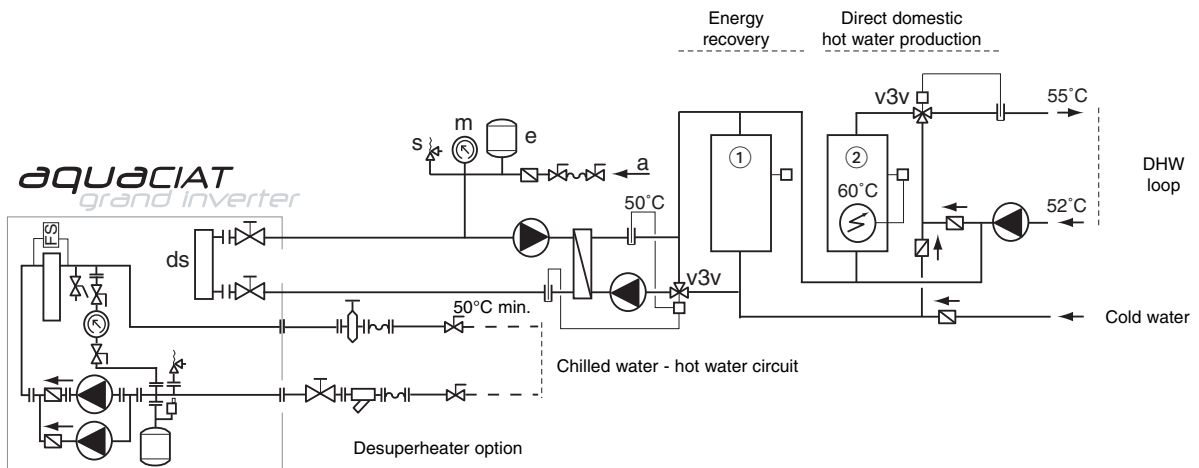 Energy
recovery
Direct domestic
hot water production
v3v
55˚C
s
m
e
a
①
②
60˚C
DHW
loop
aquaCIAT
grand inverter
50˚C
52˚C
FS
ds
v3v
50°C min.
Cold water
Chilled water - hot water circuit
Desuperheater option